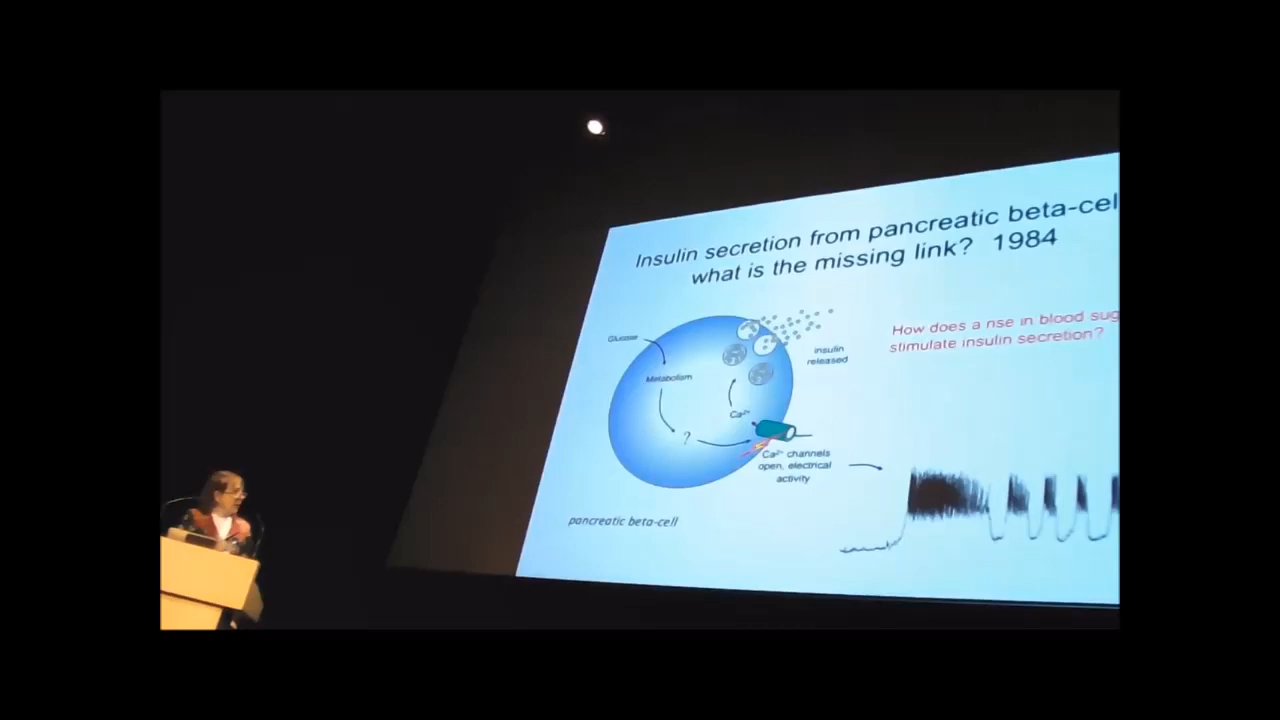 Insulin secretion from pancreatic beta-cel
what is the missing link? 1984
How does a rise in blood sug
stimulate insulin secretion?
Glucose
insulin
released
Metabolism
Ca²⁺
?
Ca²⁺ channels
open, electrical
activity
pancreatic beta-cell